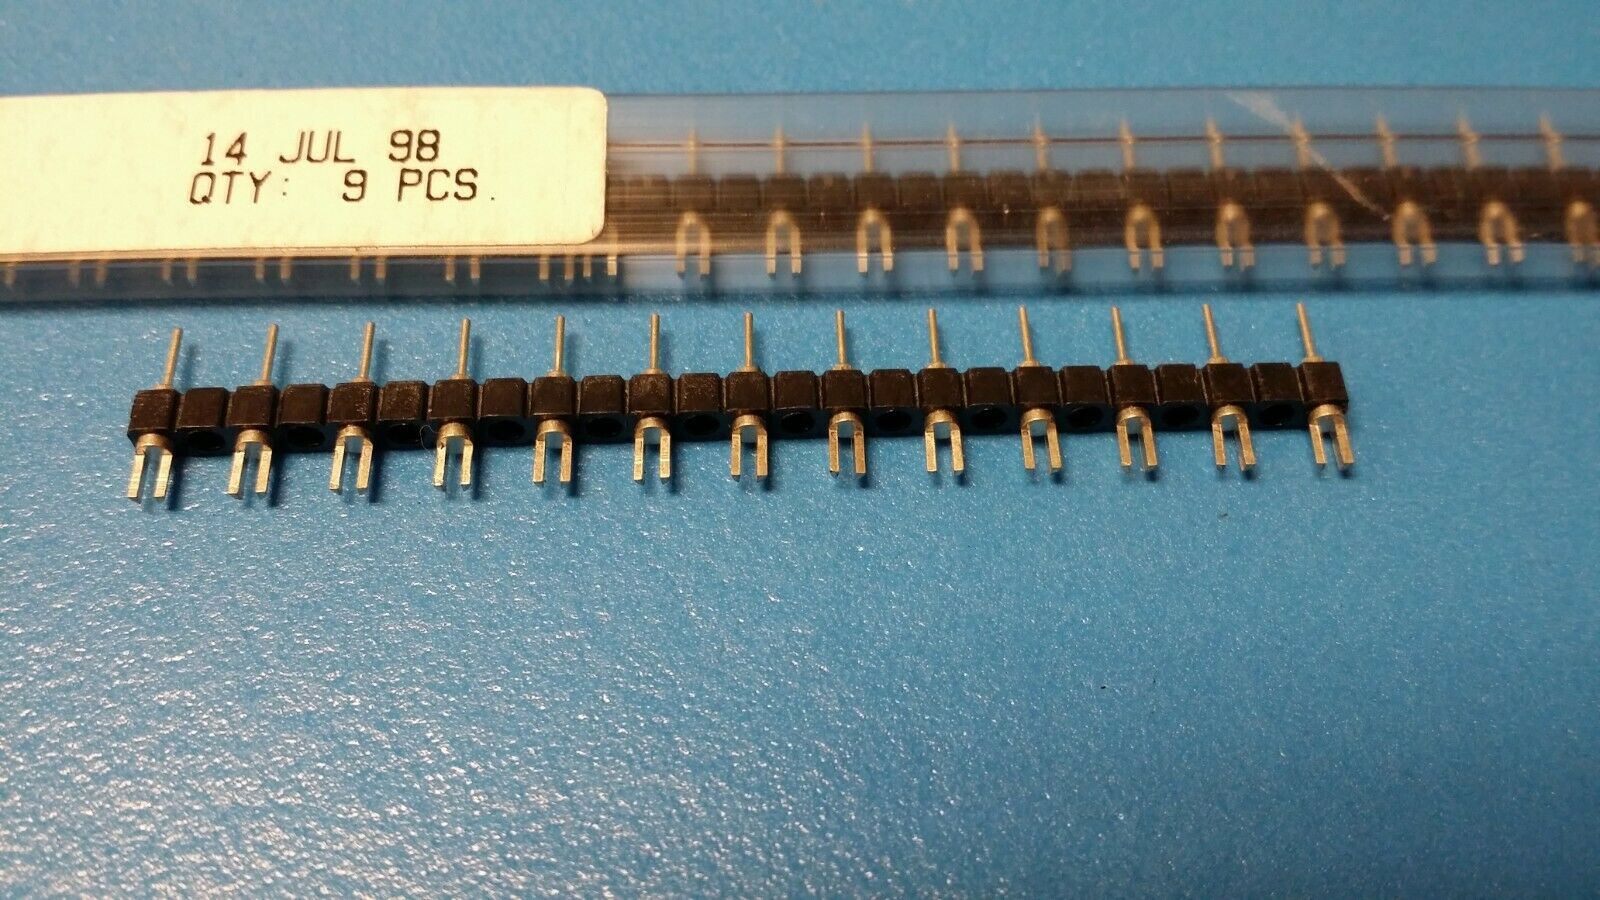 14 JUL 98
QTY: 9 PCS.